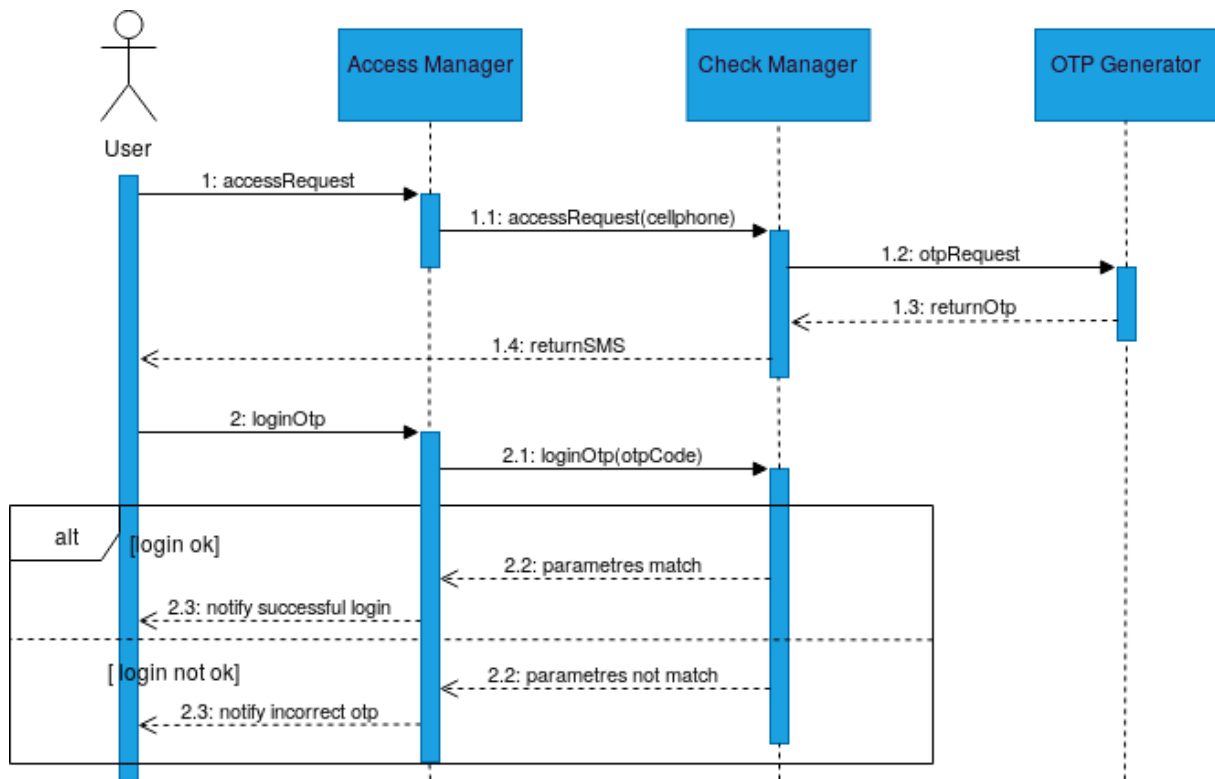 Access Manager
Check Manager
OTP Generator
User
1: accessRequest
1.1: accessRequest(cellphone)
1.2: otpRequest
1.3: returnOtp
1.4: returnSMS
2: loginOtp
2.1: loginOtp(otpCode)
alt
[login ok]
2.2: parametres match
2.3: notify successful login
[ login not ok]
2.2: parametres not match
2.3: notify incorrect otp